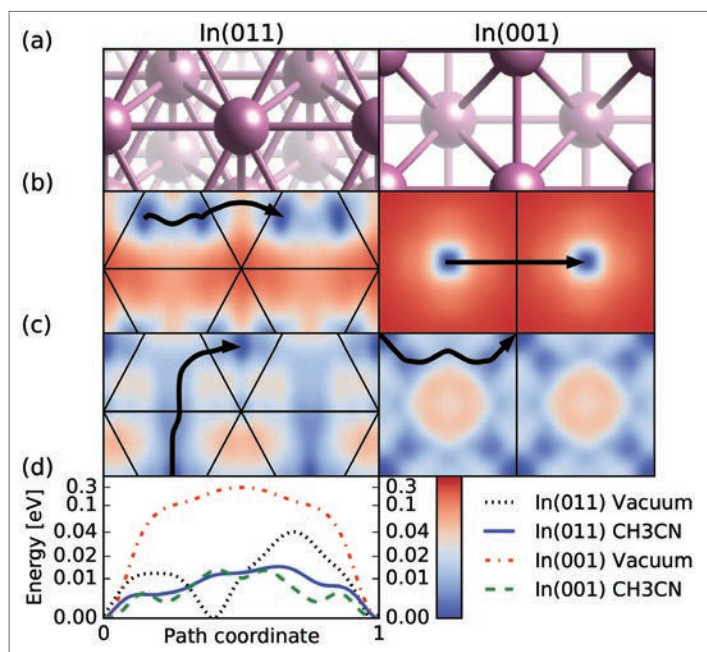 In(011) In(001)
(a)
(b)
(c)
(d)
Energy [eV]
0.3 0.3
0.1 0.1
0.04 0.04
0.02 0.02
0.01 0.01
0.00 0.00
0 Path coordinate 1
In(011) Vacuum
In(011) CH3CN
In(001) Vacuum
In(001) CH3CN